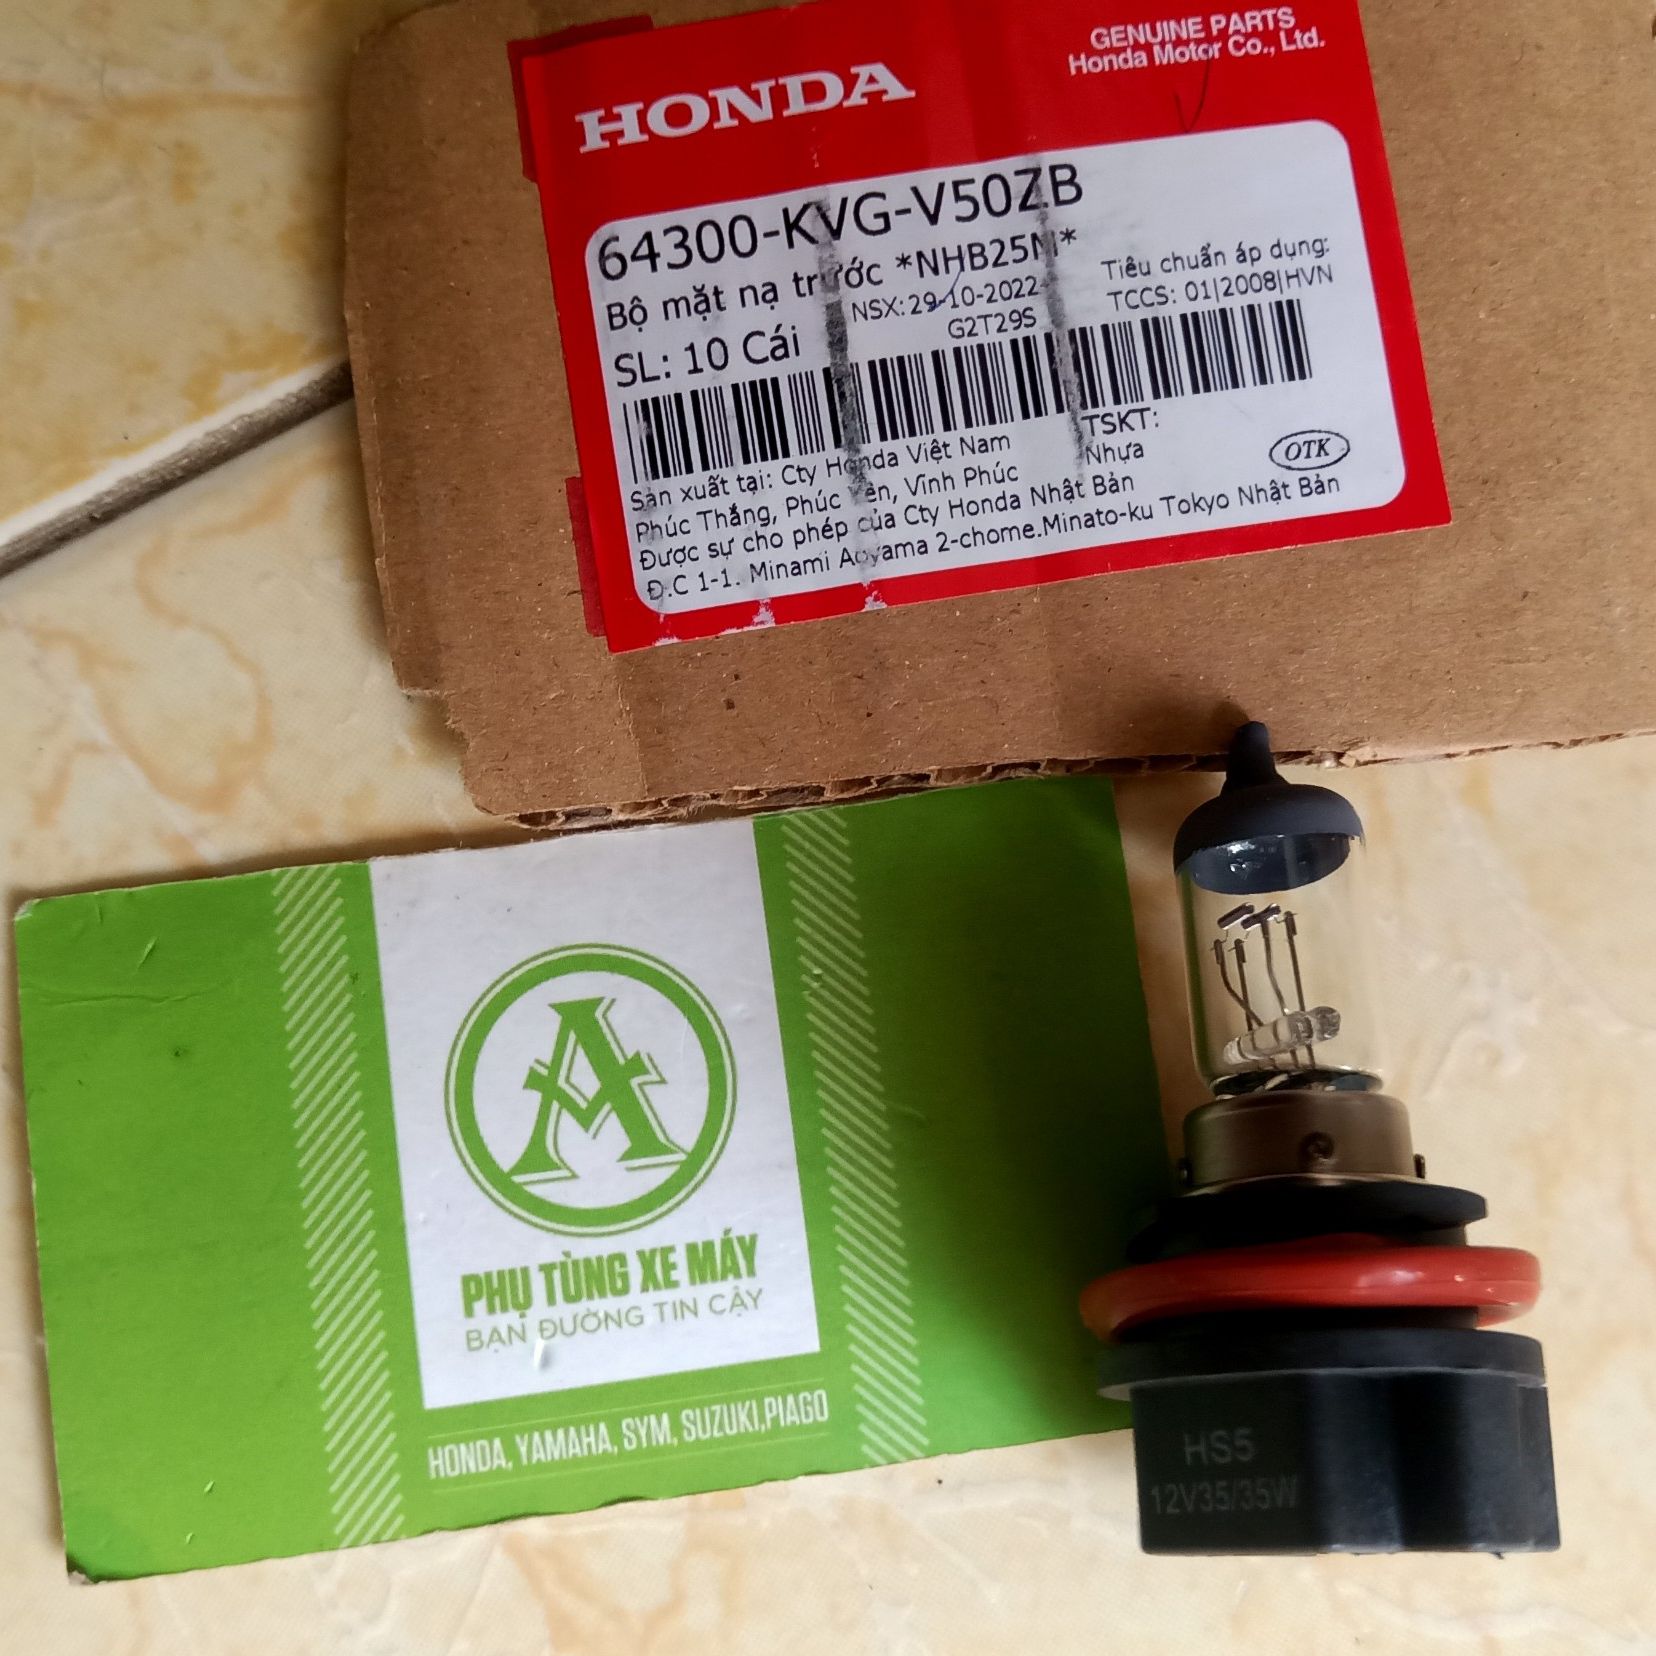 HONDA
GENUINE PARTS
Honda Motor Co., Ltd.
64300-KVG-V50ZB
Bộ mặt nạ trước *NHB25M*
SL: 10 Cái
NSX: 29-10-2022
G2T29S
Tiêu chuẩn áp dụng:
TCCS: 01|2008|HVN
Sản xuất tại: Cty Honda Việt Nam
Phúc Thắng, Phúc Yên, Vĩnh Phúc
Được sự cho phép của Cty Honda Nhật Bản
Đ.C 1-1. Minami Aoyama 2-chome.Minato-ku Tokyo Nhật Bản
TSKT:
Nhựa
OTK
A
PHỤ TÙNG XE MÁY
BẠN ĐƯỜNG TIN CẬY
HONDA, YAMAHA, SYM, SUZUKI,PIAGO
HS5
12V35/35W